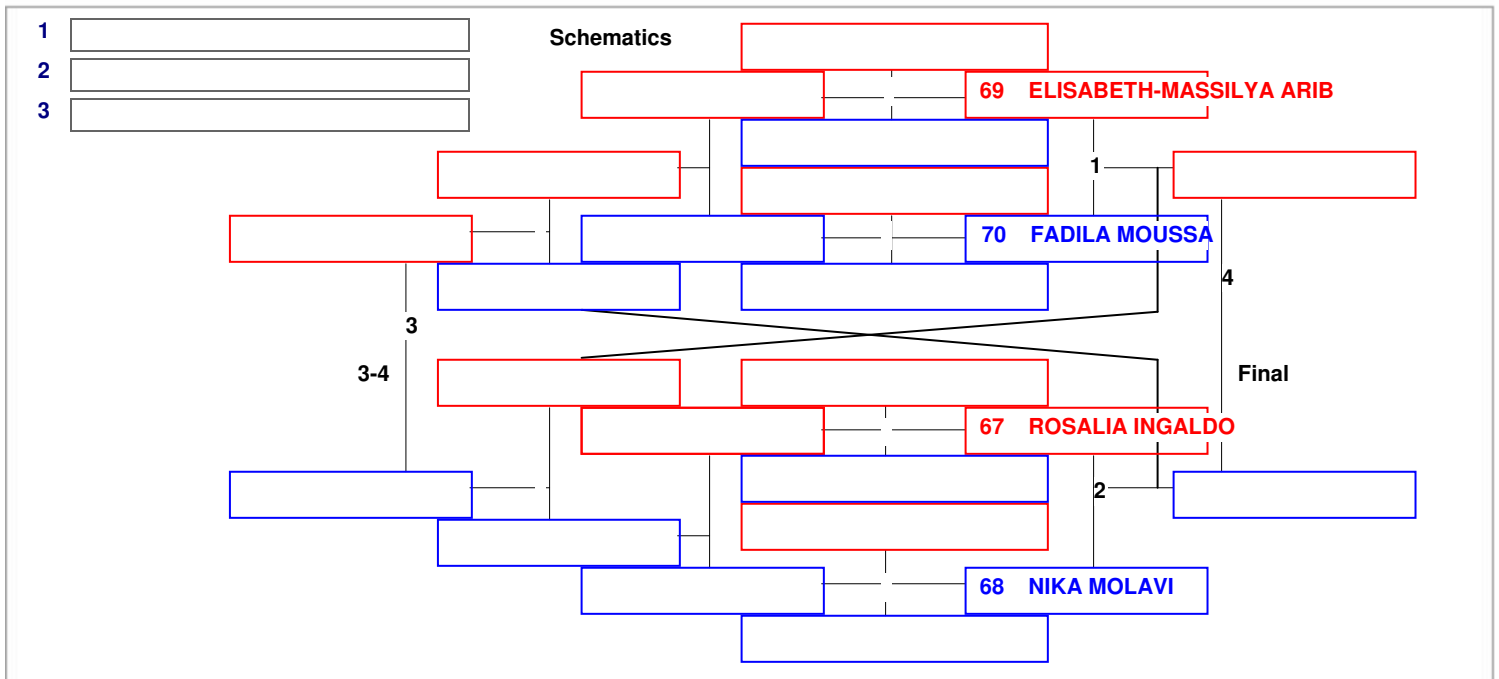 1
Schematics
2
69 ELISABETH-MASSILYA ARIB
3
1
70 FADILA MOUSSA
4
3
3-4
Final
67 ROSALIA INGALDO
2
68 NIKA MOLAVI